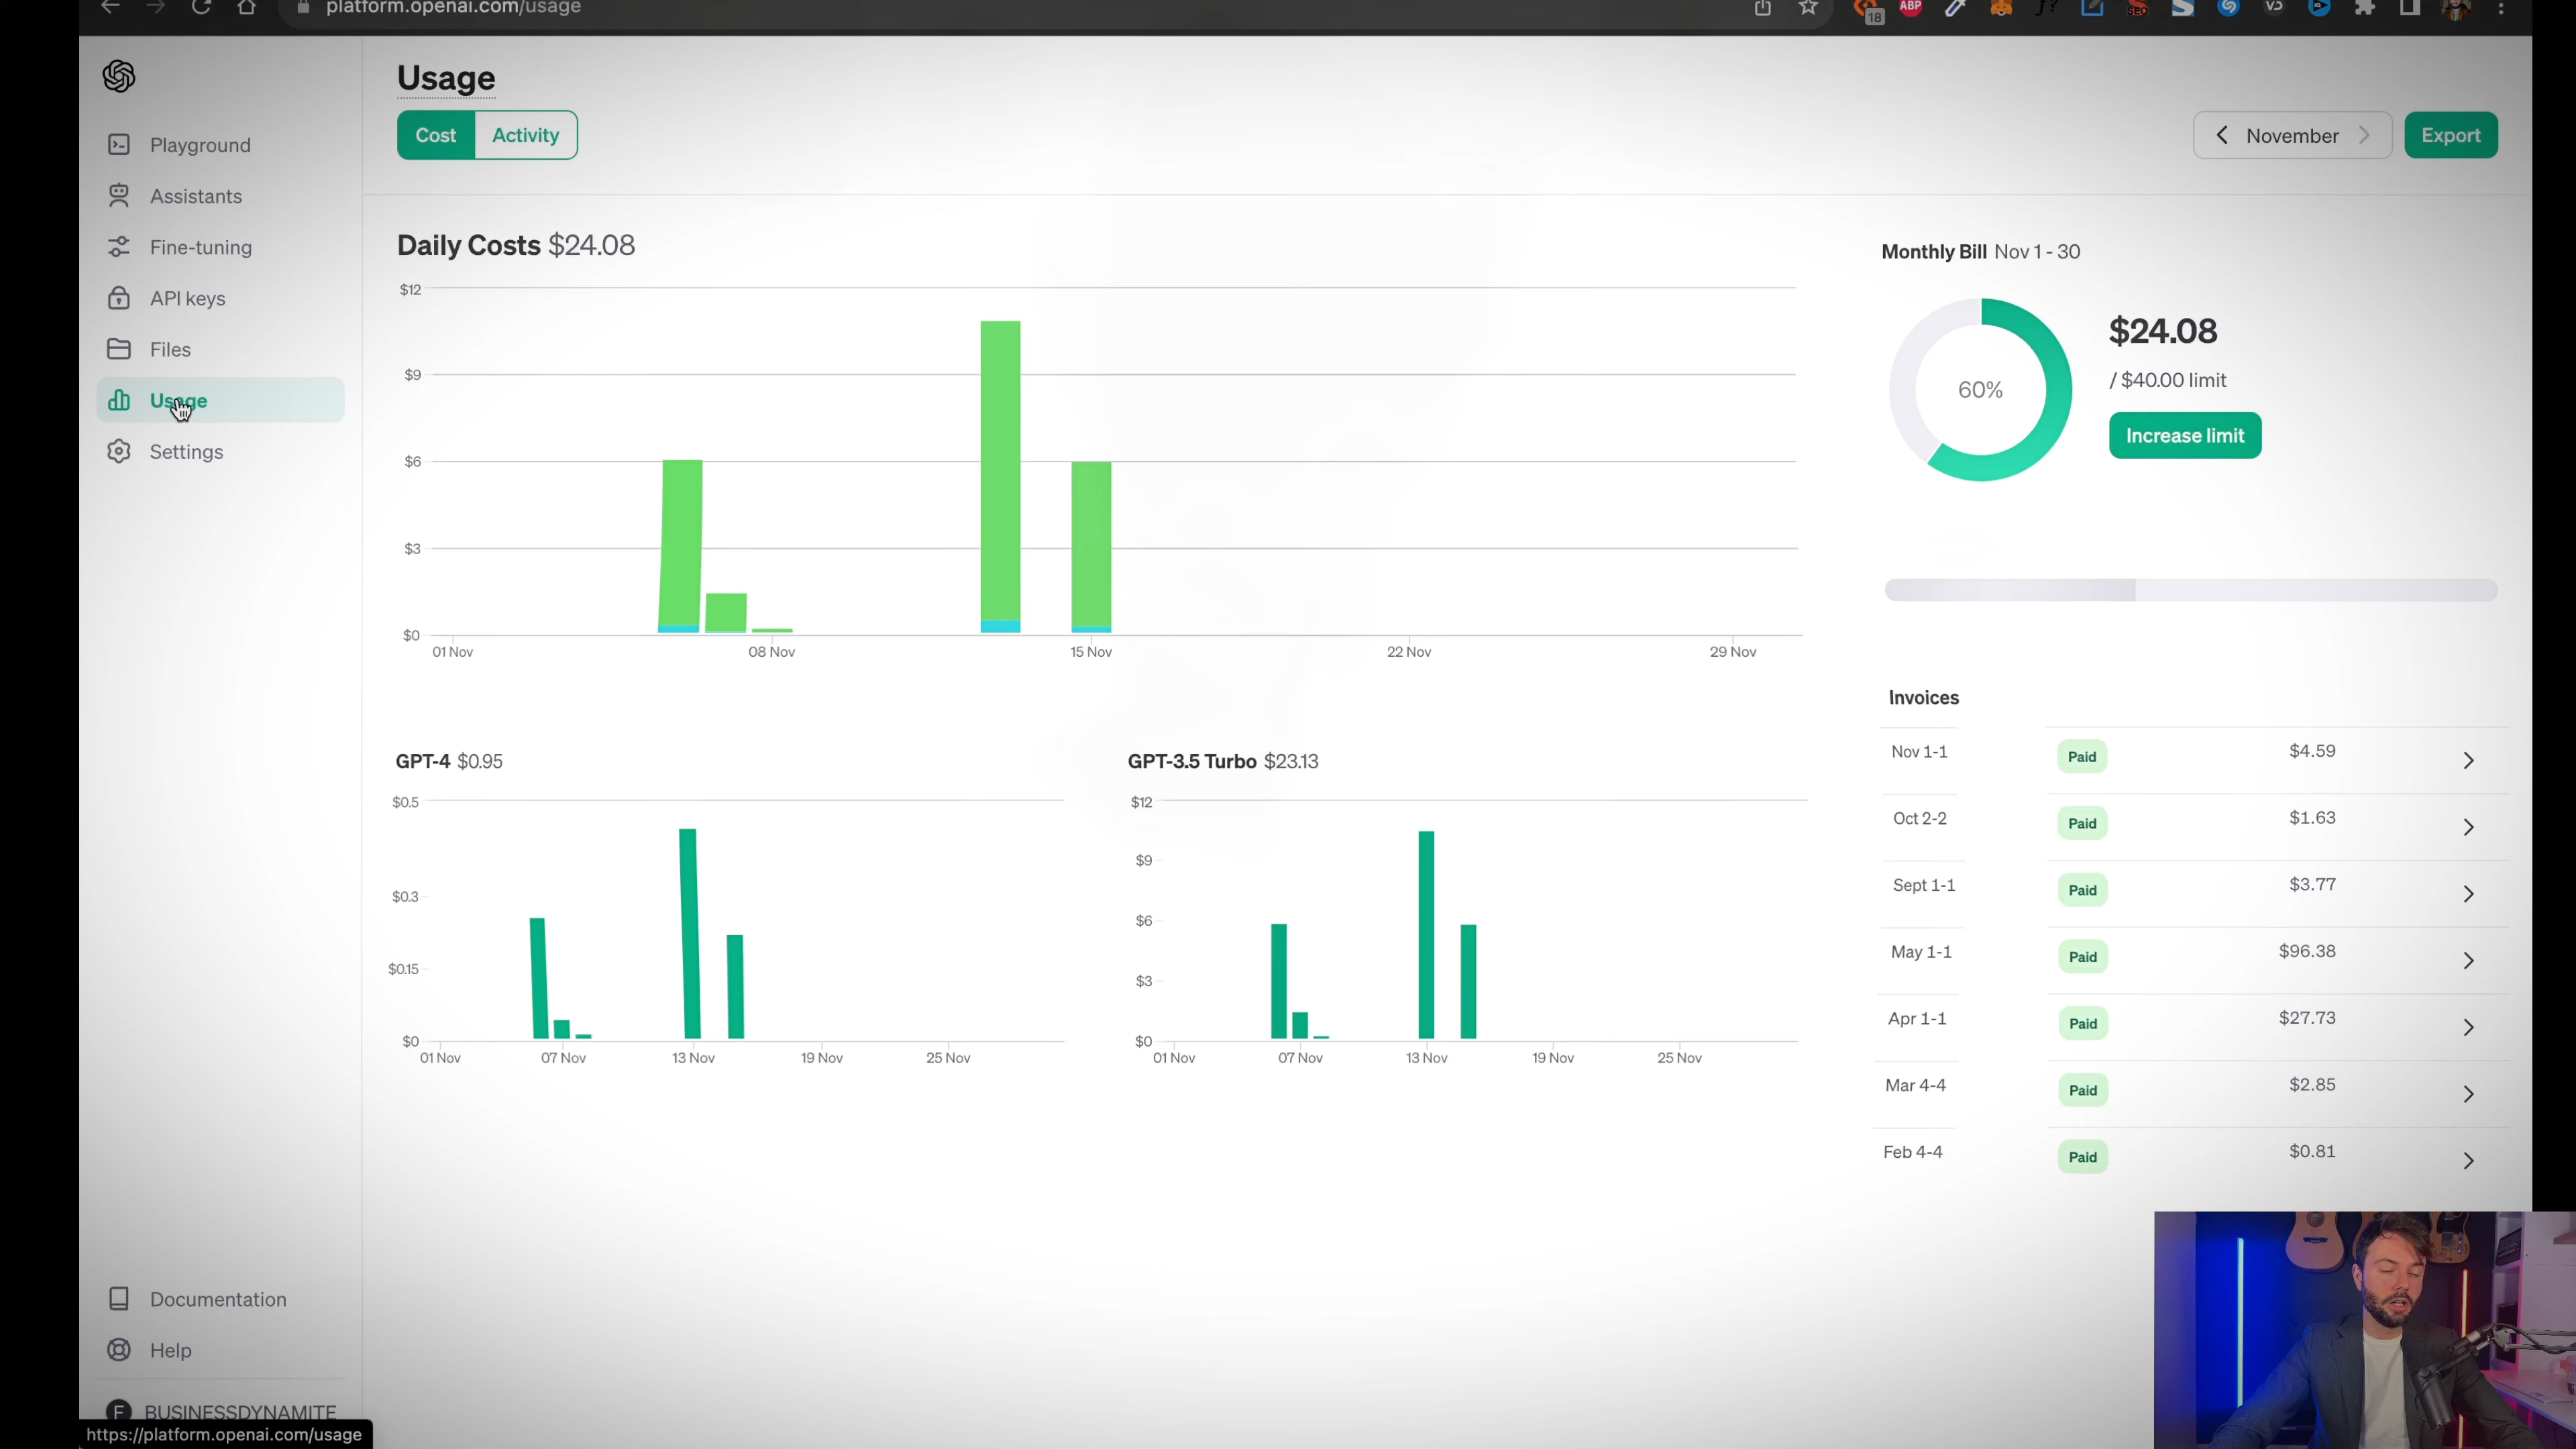 platform.openai.com/usage
18
ABP
SEO
Playground
Assistants
Fine-tuning
API keys
Files
Usage
Settings
Documentation
Help
F BUSINESSDYNAMITE
https://platform.openai.com/usage
Usage
Cost Activity
November
Export
Daily Costs $24.08
$12
$9
$6
$3
$0
01 Nov 08 Nov 15 Nov 22 Nov 29 Nov
GPT-4 $0.95
$0.5
$0.3
$0.15
$0
01 Nov 07 Nov 13 Nov 19 Nov 25 Nov
GPT-3.5 Turbo $23.13
$12
$9
$6
$3
$0
01 Nov 07 Nov 13 Nov 19 Nov 25 Nov
Monthly Bill Nov 1 - 30
60%
$24.08
/ $40.00 limit
Increase limit
Invoices
Nov 1-1 Paid $4.59
Oct 2-2 Paid $1.63
Sept 1-1 Paid $3.77
May 1-1 Paid $96.38
Apr 1-1 Paid $27.73
Mar 4-4 Paid $2.85
Feb 4-4 Paid $0.81